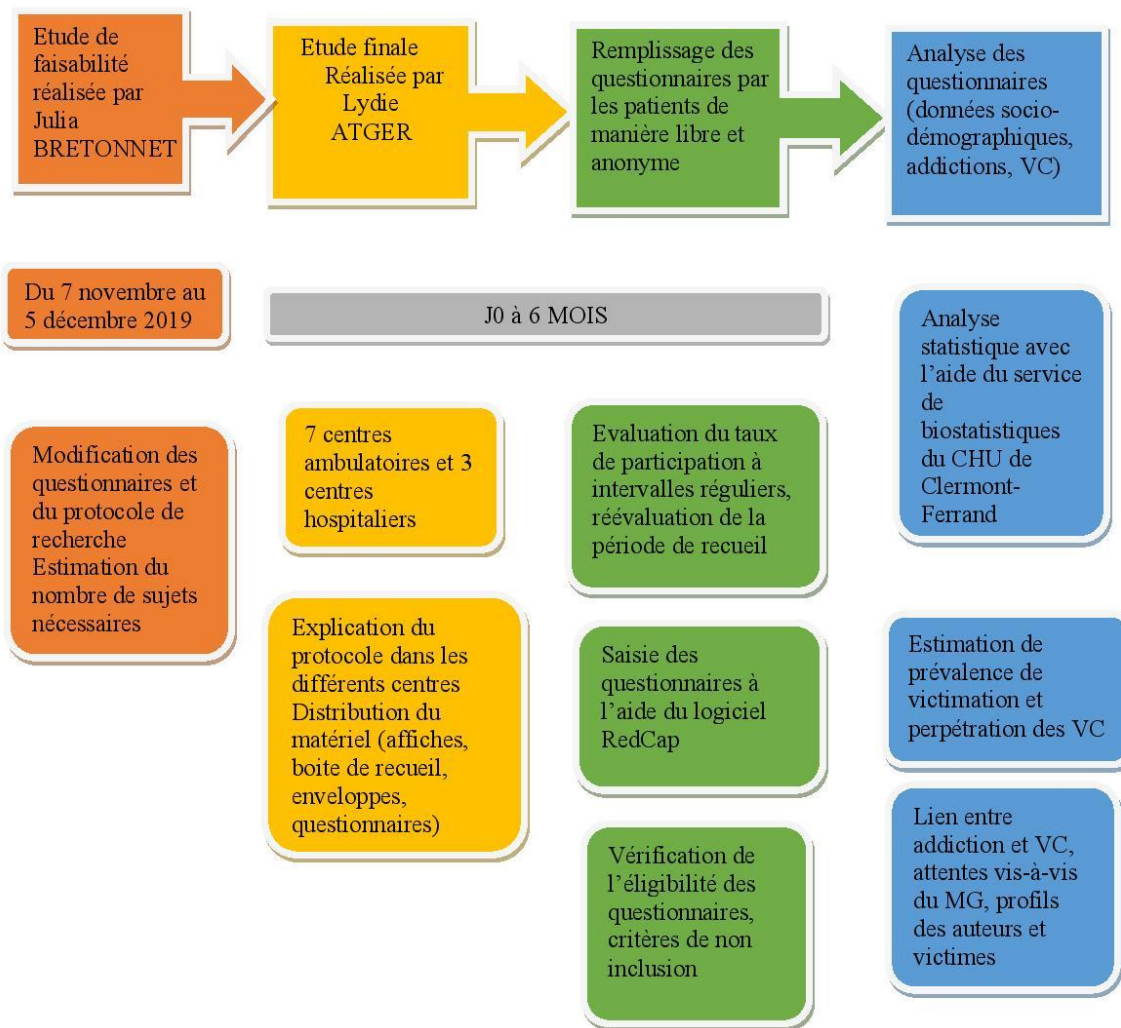 Etude de
faisabilité
réalisée par
Julia
BRETONNET
Etude finale
Réalisée par
Lydie
ATGER
Remplissage des
questionnaires par
les patients de
manière libre et
anonyme
Analyse des
questionnaires
(données socio-
démographiques,
addictions, VC)
Du 7 novembre au
5 décembre 2019
J0 à 6 MOIS
Modification des
questionnaires et
du protocole de
recherche
Estimation du
nombre de sujets
nécessaires
7 centres
ambulatoires et 3
centres
hospitaliers
Explication du
protocole dans les
différents centres
Distribution du
matériel (affiches,
boite de recueil,
enveloppes,
questionnaires)
Evaluation du taux
de participation à
intervalles réguliers,
réévaluation de la
période de recueil
Saisie des
questionnaires à
l’aide du logiciel
RedCap
Vérification de
l’éligibilité des
questionnaires,
critères de non
inclusion
Analyse
statistique avec
l’aide du service
de
biostatistiques
du CHU de
Clermont-
Ferrand
Estimation de
prévalence de
victimation et
perpétration des VC
Lien entre
addiction et VC,
attentes vis-à-vis
du MG, profils
des auteurs et
victimes